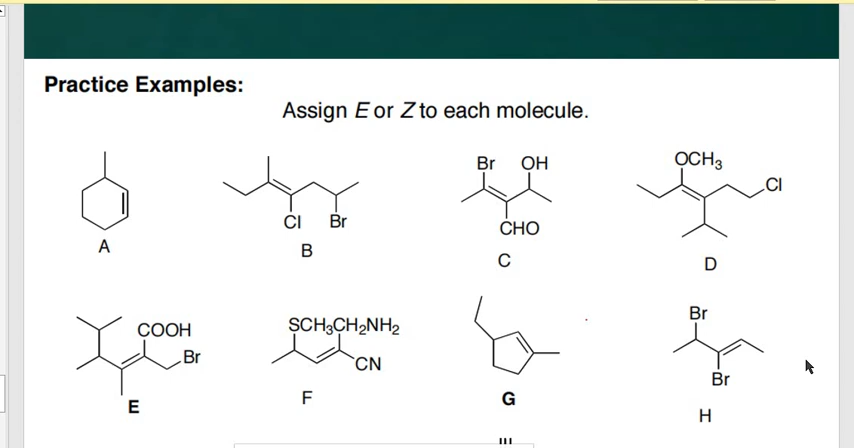 Practice Examples:
Assign E or Z to each molecule.
A
Cl Br
B
Br OH
CHO
C
OCH₃
Cl
D
COOH
Br
E
SCH₃CH₂NH₂
CN
F
G
Br
Br
H